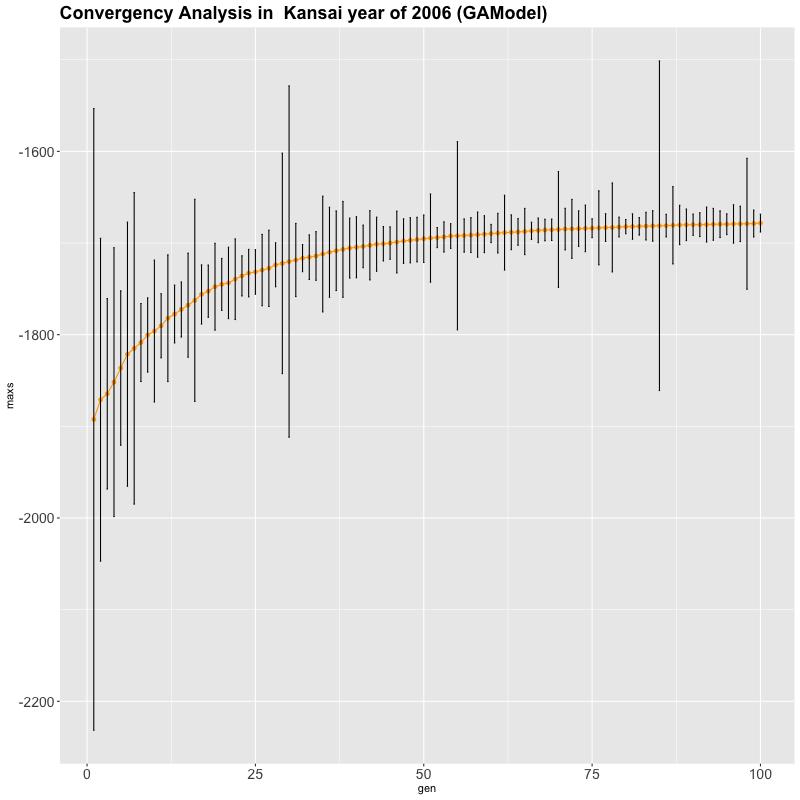 Convergency Analysis in  Kansai year of 2006 (GAModel)
-1600
-1800
-2000
-2200
maxs
0 25 50 75 100
gen